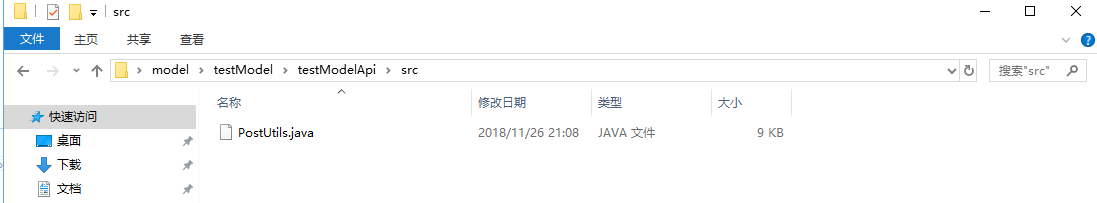 src
文件 主页 共享 查看
model testModel testModelApi src 搜索"src"
名称 修改日期 类型 大小
快速访问
PostUtils.java 2018/11/26 21:08 JAVA 文件 9 KB
桌面
下载
文档